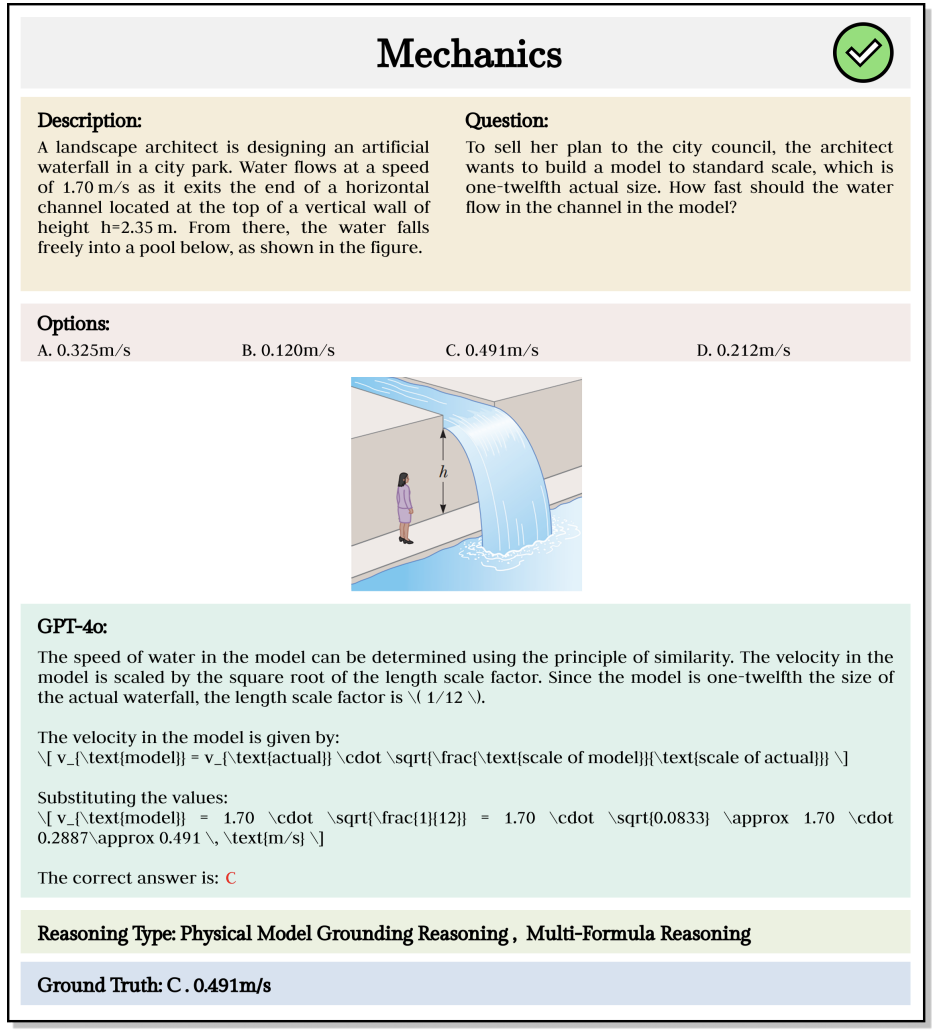 Mechanics
Description:
A landscape architect is designing an artificial
waterfall in a city park. Water flows at a speed
of 1.70 m/s as it exits the end of a horizontal
channel located at the top of a vertical wall of
height h=2.35 m. From there, the water falls
freely into a pool below, as shown in the figure.
Question:
To sell her plan to the city council, the architect
wants to build a model to standard scale, which is
one-twelfth actual size. How fast should the water
flow in the channel in the model?
Options:
A. 0.325m/s B. 0.120m/s C. 0.491m/s D. 0.212m/s
h
GPT-4o:
The speed of water in the model can be determined using the principle of similarity. The velocity in the
model is scaled by the square root of the length scale factor. Since the model is one-twelfth the size of
the actual waterfall, the length scale factor is \( 1/12 \).
The velocity in the model is given by:
\[ v_{\text{model}} = v_{\text{actual}} \cdot \sqrt{\frac{\text{scale of model}}{\text{scale of actual}}} \]
Substituting the values:
\[ v_{\text{model}} = 1.70 \cdot \sqrt{\frac{1}{12}} = 1.70 \cdot \sqrt{0.0833} \approx 1.70 \cdot
0.2887\approx 0.491 \, \text{m/s} \]
The correct answer is: C
Reasoning Type: Physical Model Grounding Reasoning , Multi-Formula Reasoning
Ground Truth: C . 0.491m/s